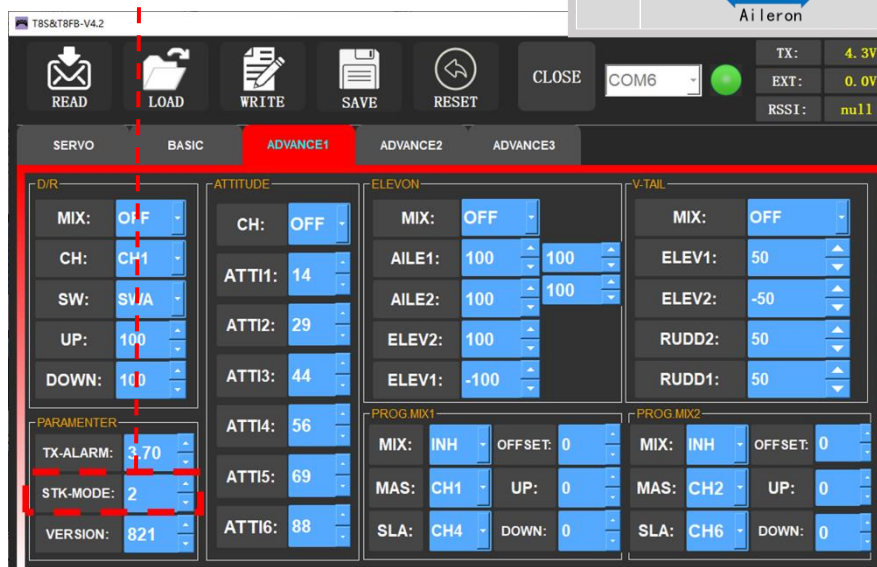 Aileron
T8S&T8FB-V4.2
READ LOAD WRITE SAVE RESET CLOSE COM6
TX: 4.3V
EXT: 0.0V
RSSI: null
SERVO BASIC ADVANCE1 ADVANCE2 ADVANCE3
D/R
MIX: OFF
CH: CH1
SW: SWA
UP: 100
DOWN: 100
PARAMENTER
TX-ALARM: 3.70
STK-MODE: 2
VERSION: 821
ATTITUDE
CH: OFF
ATTI1: 14
ATTI2: 29
ATTI3: 44
ATTI4: 56
ATTI5: 69
ATTI6: 88
ELEVON
MIX: OFF
AILE1: 100 100
AILE2: 100 100
ELEV2: 100
ELEV1: -100
V-TAIL
MIX: OFF
ELEV1: 50
ELEV2: -50
RUDD2: 50
RUDD1: 50
PROG.MIX1
MIX: INH OFFSET: 0
MAS: CH1 UP: 0
SLA: CH4 DOWN: 0
PROG.MIX2
MIX: INH OFFSET: 0
MAS: CH2 UP: 0
SLA: CH6 DOWN: 0